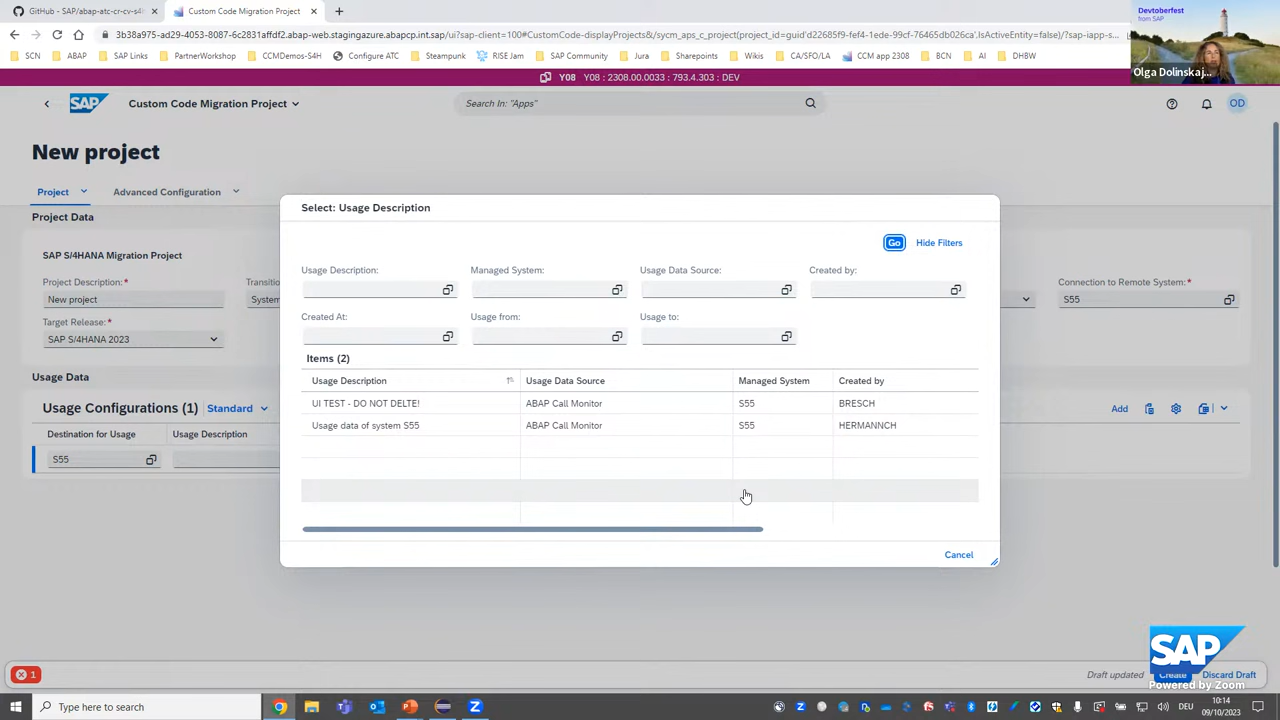 GitHub - SAP/abap-atc-cr-cv-s4h
Custom Code Migration Project
3b38a975-ad29-4053-8087-6c2831affdf2.abap-web.stagingazure.abapcp.int.sap/ui?sap-client=100#CustomCode-displayProjects&/sycm_aps_c_project(project_id=guid'd22685f9-fef4-1ede-99cf-76465db026ca',IsActiveEntity=false)/?sap-iapp-s...
SCN
ABAP
SAP Links
PartnerWorkshop
CCMDemos-S4H
Custom code
Steampunk
RISE Jam
SAP Community
Jura
Sharepoints
Wikis
CA/SFO/LA
CCM app 2308
BCN
AI
DHBW
Devtoberfest
from SAP
Olga Dolinskaj...
Y08 Y08 : 2308.00.0033 : 793.4.303 : DEV
SAP
Custom Code Migration Project
Search In: "Apps"
OD
New project
Project
Advanced Configuration
Project Data
SAP S/4HANA Migration Project
Project Description:*
New project
Transiti
System
Connection to Remote System:*
S55
Target Release:*
SAP S/4HANA 2023
Usage Data
Usage Configurations (1)
Standard
Add
Destination for Usage
Usage Description
S55
Select: Usage Description
Go
Hide Filters
Usage Description:
Managed System:
Usage Data Source:
Created by:
Created At:
Usage from:
Usage to:
Items (2)
Usage Description
Usage Data Source
Managed System
Created by
UI TEST - DO NOT DELTE!
ABAP Call Monitor
S55
BRESCH
Usage data of system S55
ABAP Call Monitor
S55
HERMANNCH
Cancel
1
Draft updated
Create
Discard Draft
SAP
Powered by Zoom
Type here to search
DEU
10:14
09/10/2023